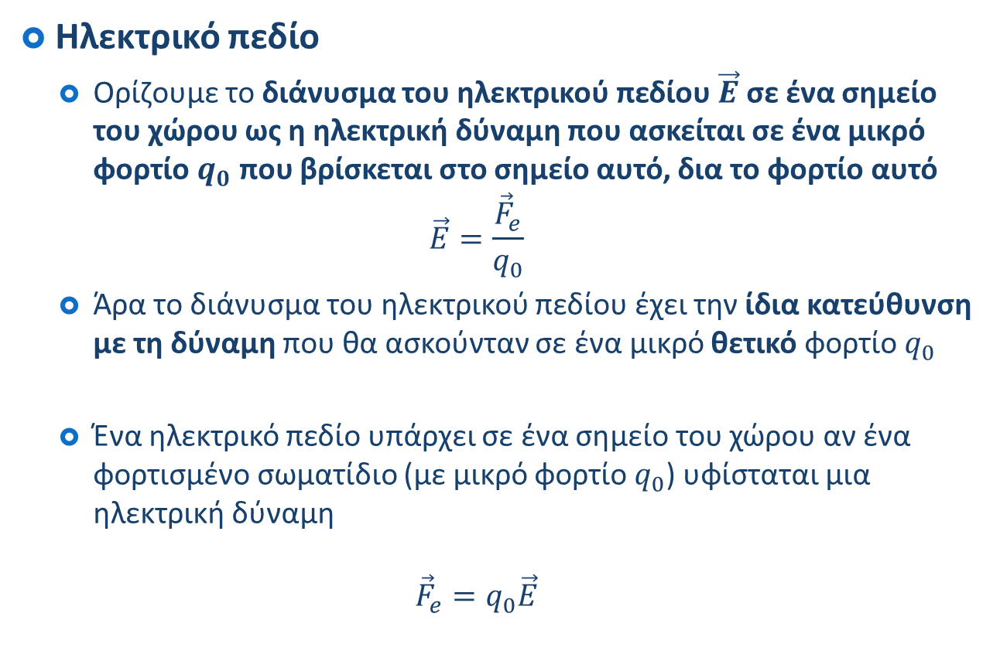 Ηλεκτρικό πεδίο
Ορίζουμε το διάνυσμα του ηλεκτρικού πεδίου $\vec{E}$ σε ένα σημείο
του χώρου ως η ηλεκτρική δύναμη που ασκείται σε ένα μικρό
φορτίο $q_0$ που βρίσκεται στο σημείο αυτό, δια το φορτίο αυτό
$\vec{E} = \frac{\vec{F}_e}{q_0}$
Άρα το διάνυσμα του ηλεκτρικού πεδίου έχει την ίδια κατεύθυνση
με τη δύναμη που θα ασκούνταν σε ένα μικρό θετικό φορτίο $q_0$
Ένα ηλεκτρικό πεδίο υπάρχει σε ένα σημείο του χώρου αν ένα
φορτισμένο σωματίδιο (με μικρό φορτίο $q_0$) υφίσταται μια
ηλεκτρική δύναμη
$\vec{F}_e = q_0\vec{E}$